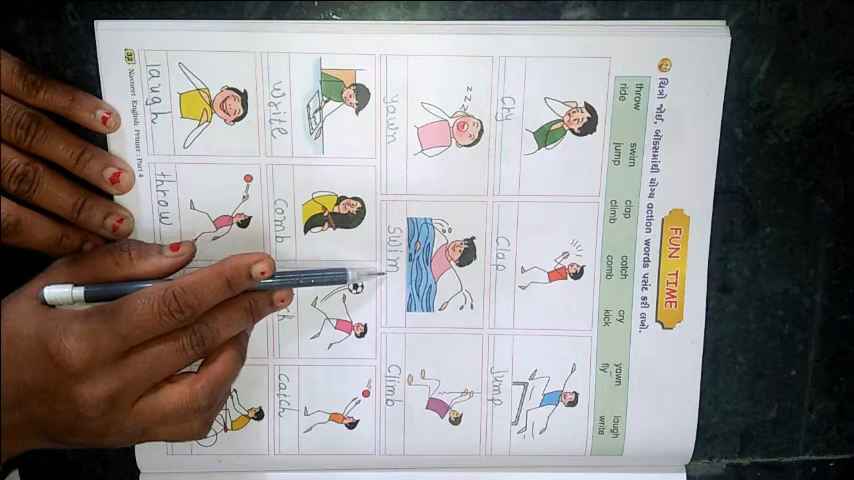 FUN TIME
ચિત્રો જોઈ, બૉક્સમાંથી યોગ્ય action words પસંદ કરી લખો.
throw swim clap catch cry yawn laugh
ride jump climb comb kick fly write
cry clap jump
yawn swim climb
write comb catch
laugh throw
32 Navneet English Primer : Part 4